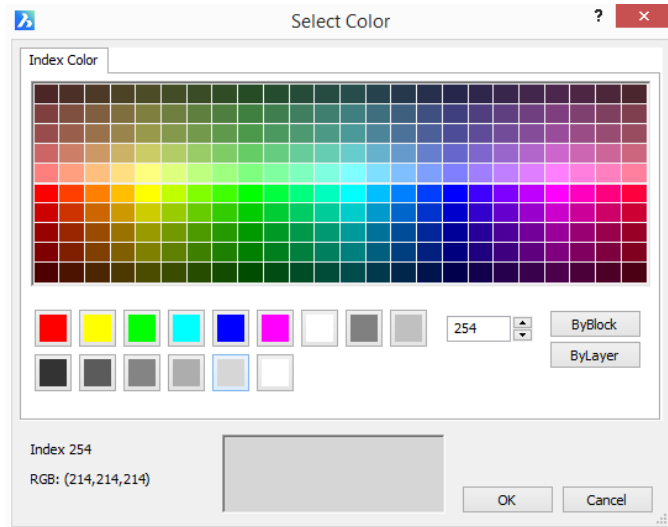 Select Color
?
Index Color
254
ByBlock
ByLayer
Index 254
RGB: (214,214,214)
OK
Cancel